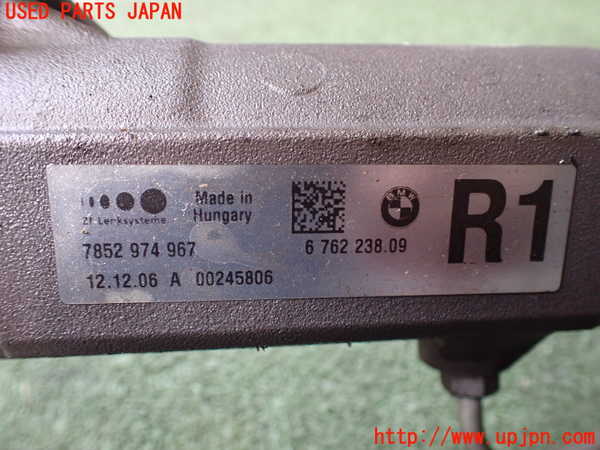 USED PARTS JAPAN
ZF Lenksysteme
Made in
Hungary
BMW
R1
7852 974 967
6 762 238.09
12.12.06 A 00245806
http://www.upjpn.com/